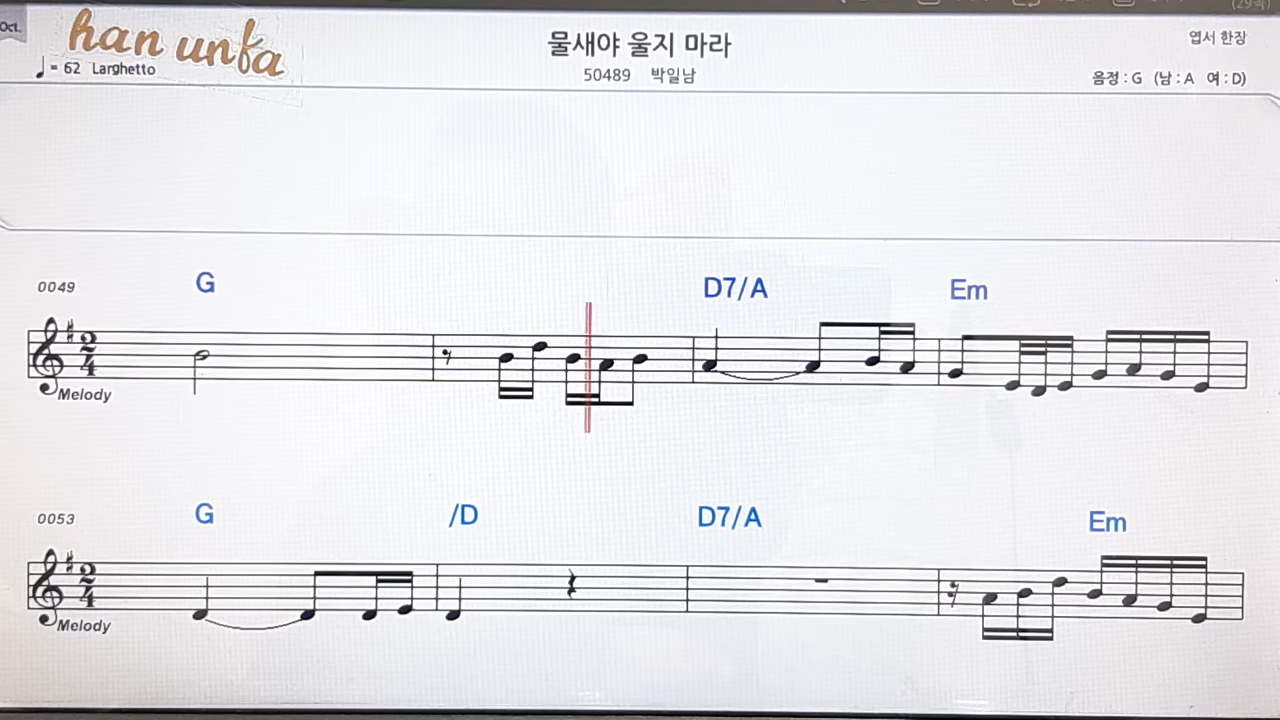 Oct.
han unfa
♩ = 62 Larghetto
물새야 울지 마라
50489 박일남
엽서 한장
음정 : G (남 : A 여 : D)
0049
G
D7/A
Em
2
4
Melody
0053
G
/D
D7/A
Em
2
4
Melody